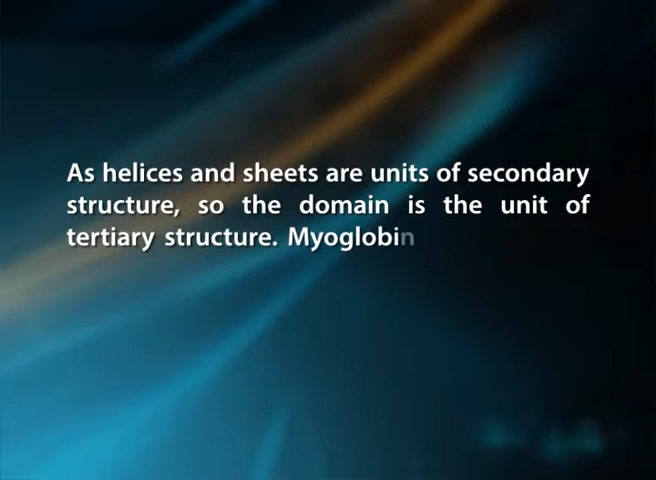 As helices and sheets are units of secondary
structure, so the domain is the unit of
tertiary structure. Myoglobin